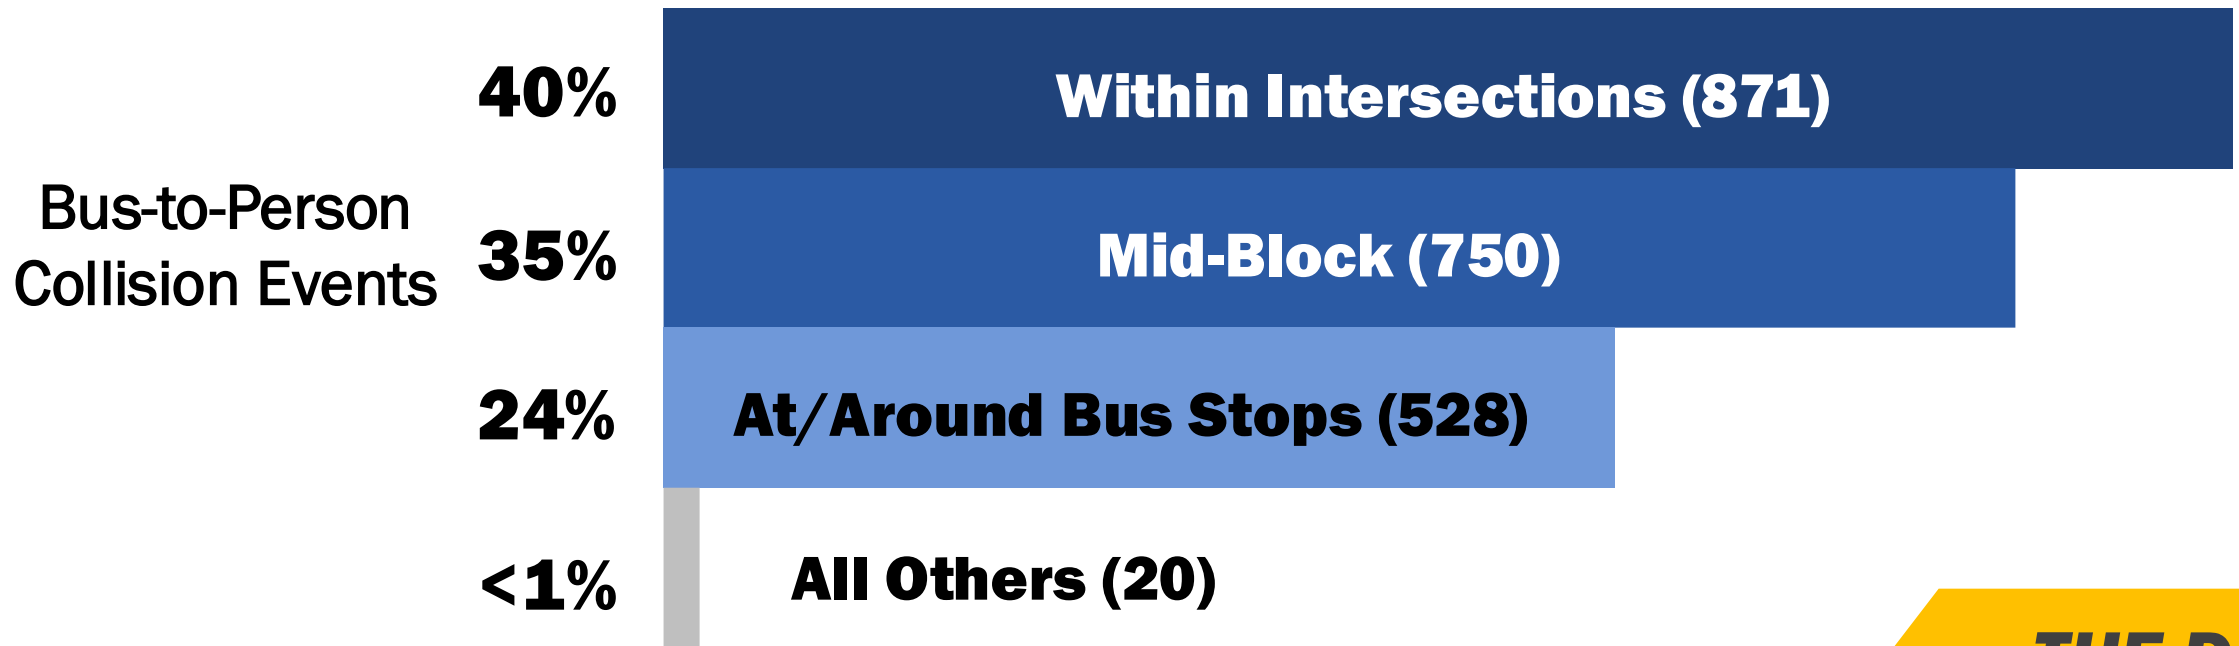 40%
Within Intersections (871)
Bus-to-Person
Collision Events
35%
Mid-Block (750)
24%
At/Around Bus Stops (528)
<1%
All Others (20)
THE